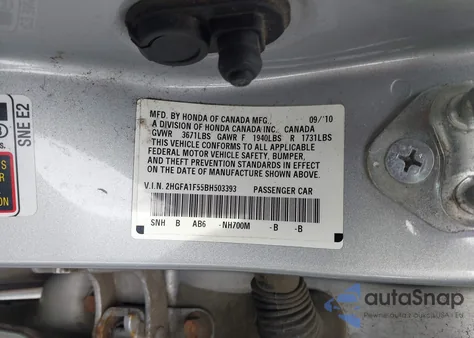 SNE E2
MFD. BY HONDA OF CANADA MFG., 09/'10
A DIVISION OF HONDA CANADA INC. CANADA
GVWR 3671LBS GAWR F 1940LBS R 1731LBS
THIS VEHICLE CONFORMS TO ALL APPLICABLE
FEDERAL MOTOR VEHICLE SAFETY, BUMPER,
AND THEFT PREVENTION STANDARDS IN EFFECT
ON THE DATE OF MANUFACTURE SHOWN ABOVE.
V.I.N. 2HGFA1F55BH503393 PASSENGER CAR
SNH B AB6 -NH700M -B -B
autoSnap